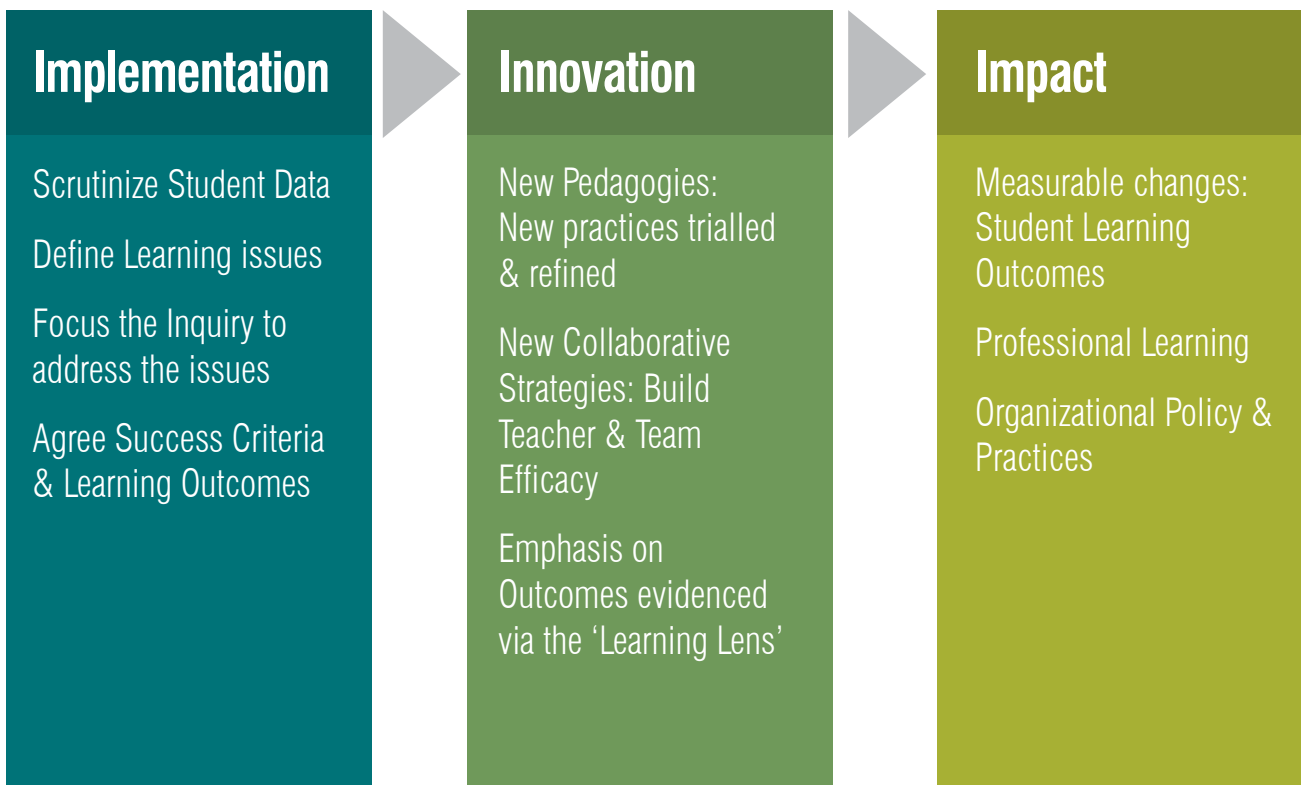 Implementation
Scrutinize Student Data
Define Learning issues
Focus the Inquiry to
address the issues
Agree Success Criteria
& Learning Outcomes
Innovation
New Pedagogies:
New practices trialled
& refined
New Collaborative
Strategies: Build
Teacher & Team
Efficacy
Emphasis on
Outcomes evidenced
via the ‘Learning Lens’
Impact
Measurable changes:
Student Learning
Outcomes
Professional Learning
Organizational Policy &
Practices